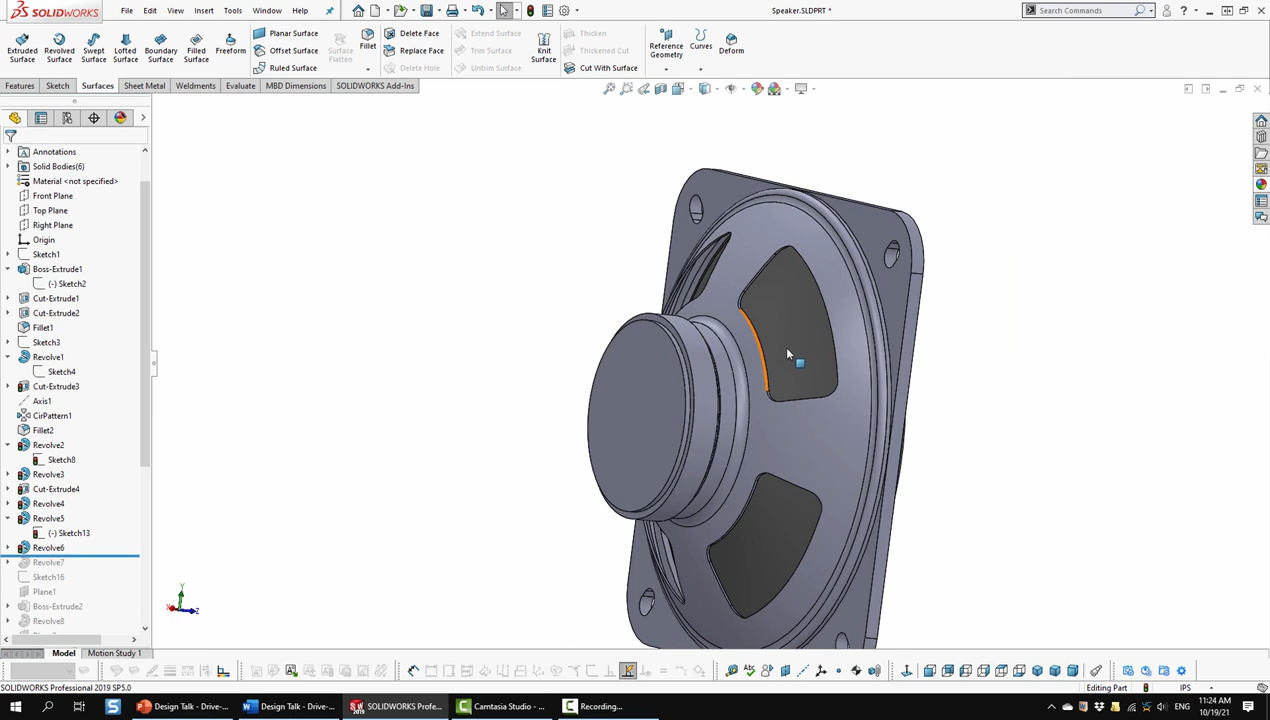 SOLIDWORKS
File
Edit
View
Insert
Tools
Window
Help
Speaker.SLDPRT *
Search Commands
Extruded Surface
Revolved Surface
Swept Surface
Lofted Surface
Boundary Surface
Filled Surface
Freeform
Planar Surface
Offset Surface
Ruled Surface
Surface Flatten
Fillet
Delete Face
Replace Face
Delete Hole
Extend Surface
Trim Surface
Untrim Surface
Knit Surface
Thicken
Thickened Cut
Cut With Surface
Reference Geometry
Curves
Deform
Features
Sketch
Surfaces
Sheet Metal
Weldments
Evaluate
MBD Dimensions
SOLIDWORKS Add-Ins
Annotations
Solid Bodies(6)
Material <not specified>
Front Plane
Top Plane
Right Plane
Origin
Sketch1
Boss-Extrude1
(-) Sketch2
Cut-Extrude1
Cut-Extrude2
Fillet1
Sketch3
Revolve1
Sketch4
Cut-Extrude3
Axis1
CirPattern1
Fillet2
Revolve2
Sketch8
Revolve3
Cut-Extrude4
Revolve4
Revolve5
(-) Sketch13
Revolve6
Revolve7
Sketch16
Plane1
Boss-Extrude2
Revolve8
Y
X
Z
Model
Motion Study 1
SOLIDWORKS Professional 2019 SP5.0
Editing Part
IPS
Design Talk - Drive-...
Design Talk - Drive-...
SOLIDWORKS Profe...
Camtasia Studio - ...
Recording...
11:24 AM
10/19/21